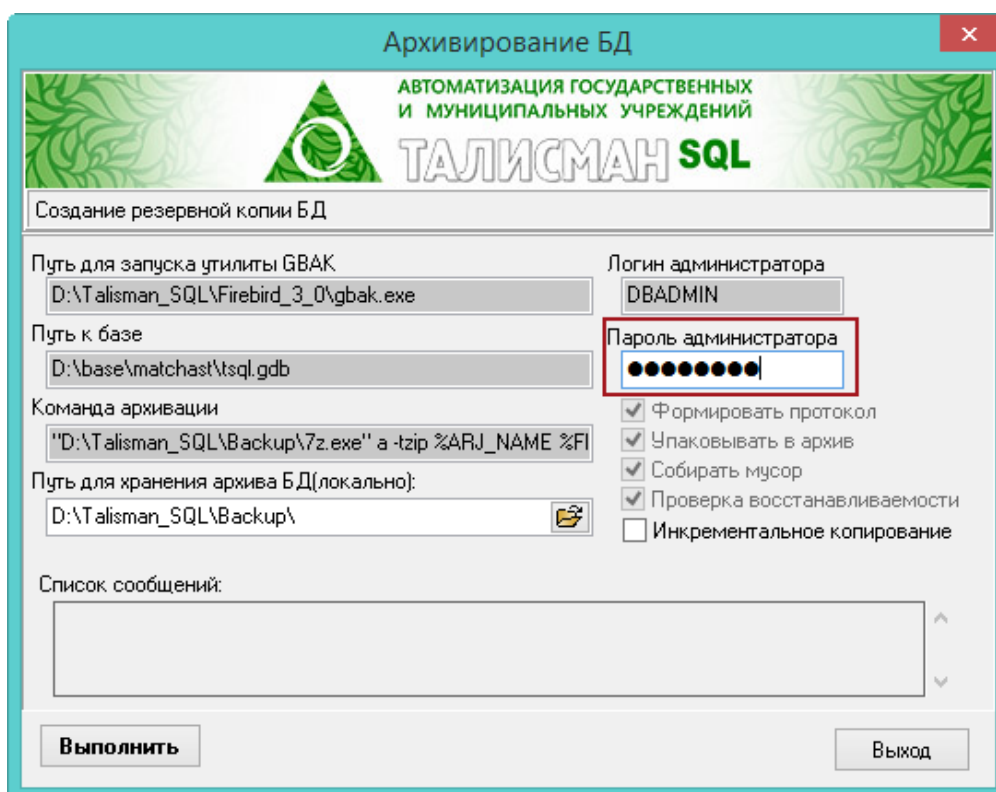 Архивирование БД
АВТОМАТИЗАЦИЯ ГОСУДАРСТВЕННЫХ
И МУНИЦИПАЛЬНЫХ УЧРЕЖДЕНИЙ
ТАЛИСМАН SQL
Создание резервной копии БД
Путь для запуска утилиты GBAK
D:\Talisman_SQL\Firebird_3_0\gbak.exe
Путь к базе
D:\base\matchast\tsql.gdb
Команда архивации
"D:\Talisman_SQL\Backup\7z.exe" a -tzip %ARJ_NAME %FI
Путь для хранения архива БД(локально):
D:\Talisman_SQL\Backup\
Логин администратора
DBADMIN
Пароль администратора
●●●●●●●●
Формировать протокол
Упаковывать в архив
Собирать мусор
Проверка восстанавливаемости
Инкрементальное копирование
Список сообщений:
Выполнить
Выход